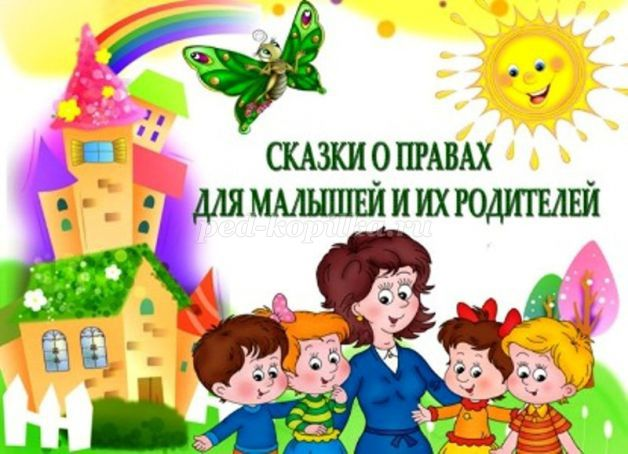 СКАЗКИ О ПРАВАХ
ДЛЯ МАЛЫШЕЙ И ИХ РОДИТЕЛЕЙ
ped-kopilka.ru